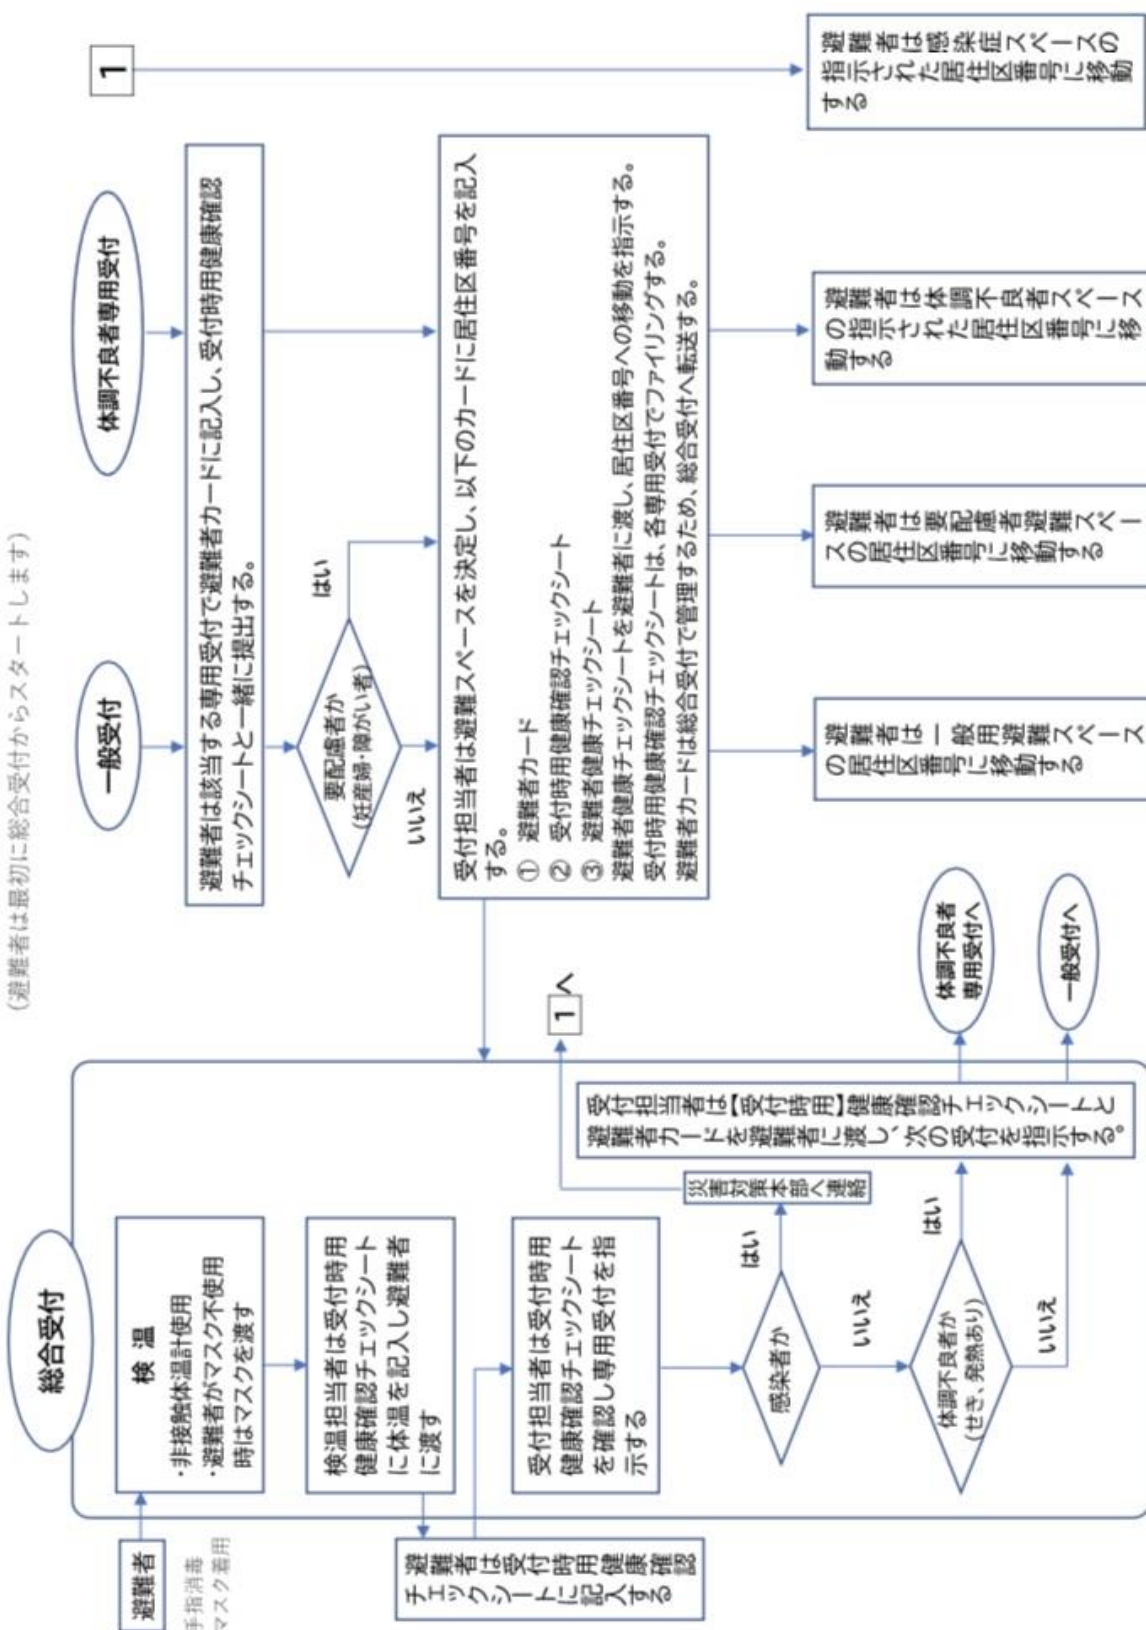 (避難者は最初に総合受付からスタートします)
避難者
手指消毒
マスク着用
総合受付
検 温
・非接触体温計使用
・避難者がマスク不使用
時はマスクを渡す
検温担当者は受付時用
健康確認チェックシート
に体温を記入し避難者
に渡す
避難者は受付時用健康確認
チェックシートに記入する
受付担当者は受付時用
健康確認チェックシート
を確認し専用受付を指
示する
感染者か
はい
いいえ
災害対策本部へ連絡
1へ
体調不良者か
(せき、発熱あり)
はい
いいえ
受付担当者は【受付時用】健康確認チェックシートと
避難者カードを避難者に渡し、次の受付を指示する。
体調不良者
専用受付へ
一般受付へ
一般受付
体調不良者専用受付
避難者は該当する専用受付で避難者カードに記入し、受付時用健康確認
チェックシートと一緒に提出する。
要配慮者か
(妊産婦・障がい者)
はい
いいえ
受付担当者は避難スペースを決定し、以下のカードに居住区番号を記入
する。
① 避難者カード
② 受付時用健康確認チェックシート
③ 避難者健康チェックシート
避難者健康チェックシートを避難者に渡し、居住区番号への移動を指示する。
受付時用健康確認チェックシートは、各専用受付でファイリングする。
避難者カードは総合受付で管理するため、総合受付へ転送する。
避難者は一般用避難スペース
の居住区番号に移動する
避難者は要配慮者避難スペー
スの居住区番号に移動する
避難者は体調不良者スペース
の指示された居住区番号に移
動する
1
避難者は感染症スペースの
指示された居住区番号に移動
する